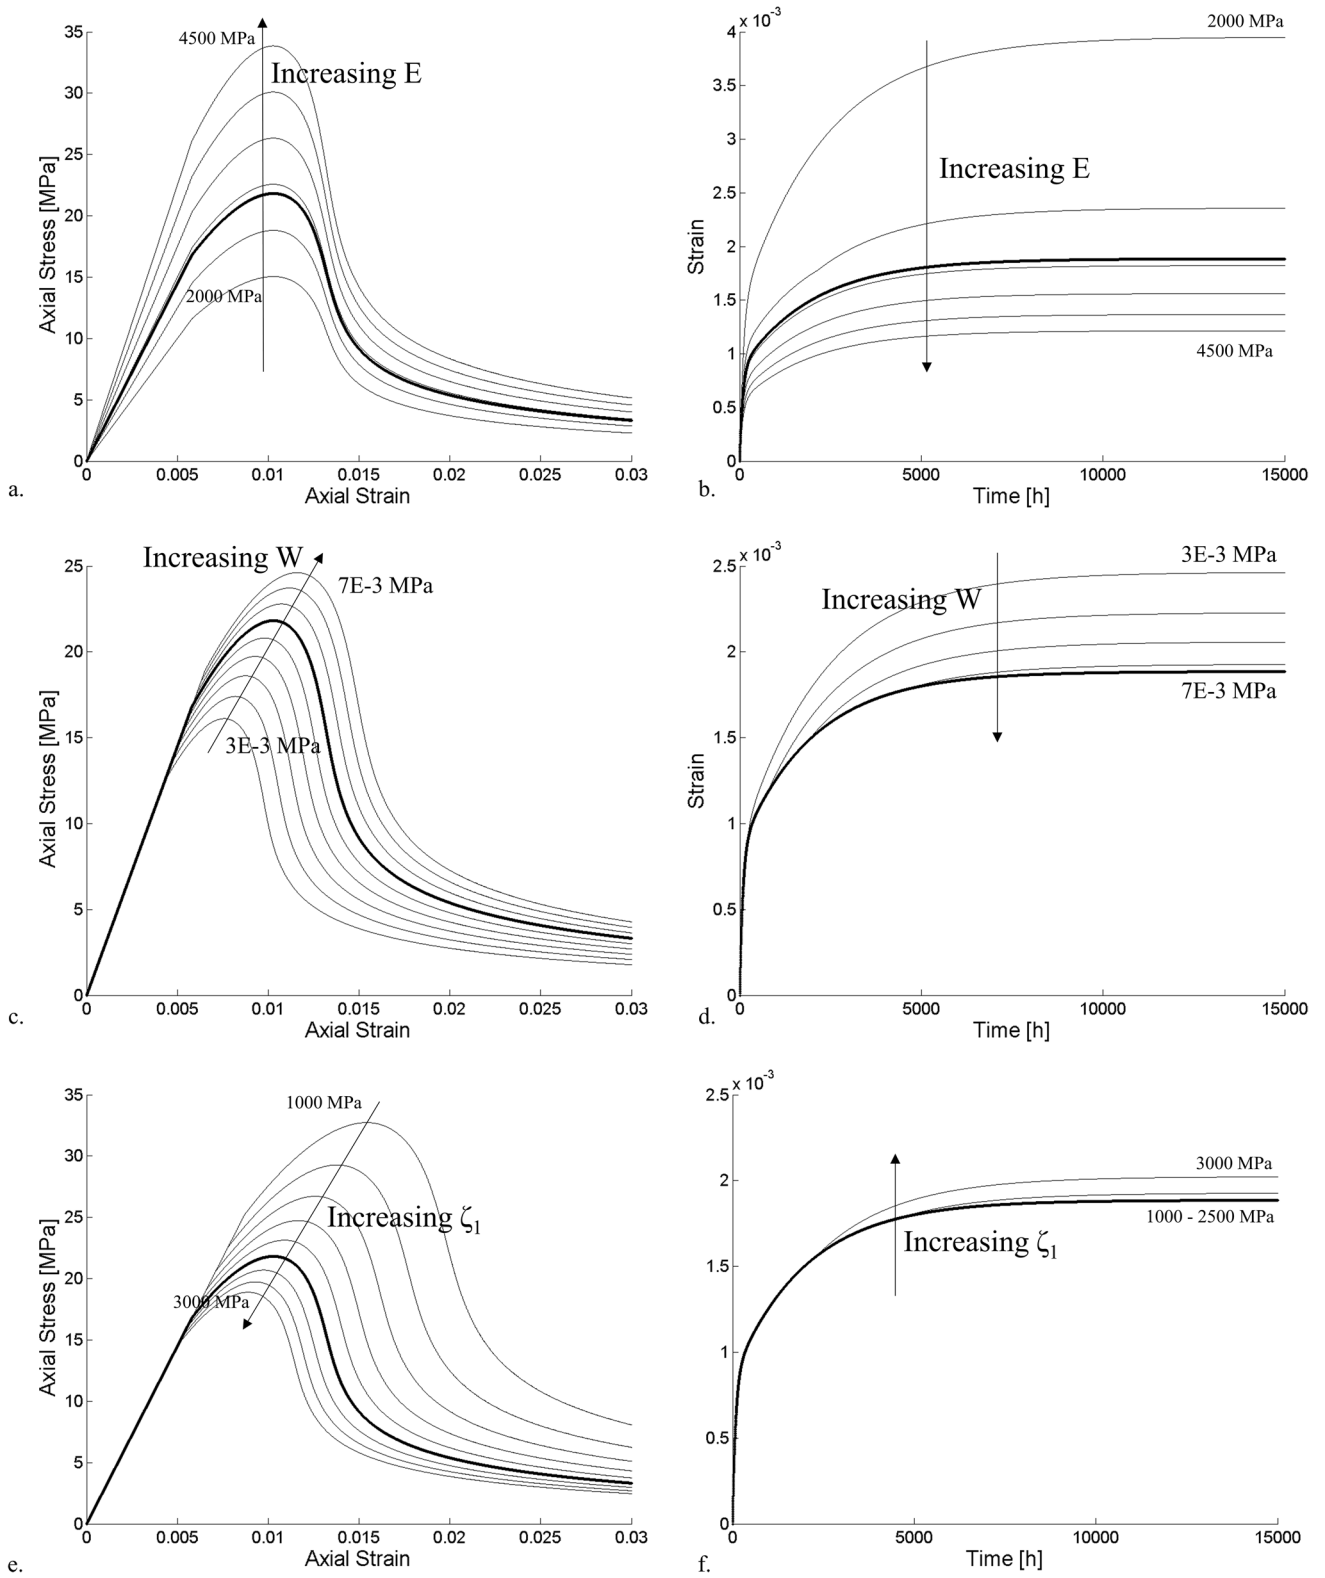 35
30
25
20
15
10
5
0
0 0.005 0.01 0.015 0.02 0.025 0.03
Axial Stress [MPa]
Axial Strain
4500 MPa
Increasing E
2000 MPa
a.
x 10-3
4
3.5
3
2.5
2
1.5
1
0.5
0
0 5000 10000 15000
Strain
Time [h]
2000 MPa
Increasing E
4500 MPa
b.
25
20
15
10
5
0
0 0.005 0.01 0.015 0.02 0.025 0.03
Axial Stress [MPa]
Axial Strain
Increasing W
7E-3 MPa
3E-3 MPa
c.
x 10-3
2.5
2
1.5
1
0.5
0
0 5000 10000 15000
Strain
Time [h]
3E-3 MPa
Increasing W
7E-3 MPa
d.
35
30
25
20
15
10
5
0
0 0.005 0.01 0.015 0.02 0.025 0.03
Axial Stress [MPa]
Axial Strain
1000 MPa
Increasing ζ1
3000 MPa
e.
x 10-3
2.5
2
1.5
1
0.5
0
0 5000 10000 15000
Time [h]
3000 MPa
1000 - 2500 MPa
Increasing ζ1
f.